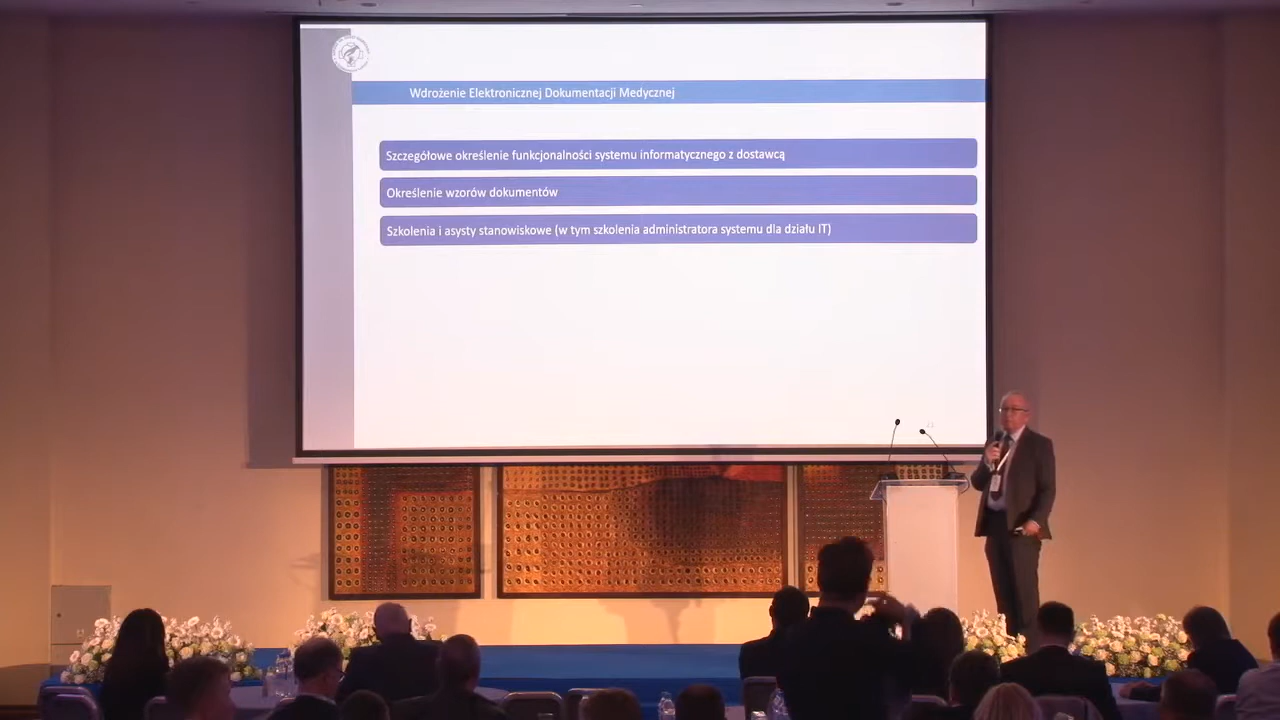 Wdrożenie Elektronicznej Dokumentacji Medycznej
Szczegółowe określenie funkcjonalności systemu informatycznego z dostawcą
Określenie wzorów dokumentów
Szkolenia i asysty stanowiskowe (w tym szkolenia administratora systemu dla działu IT)